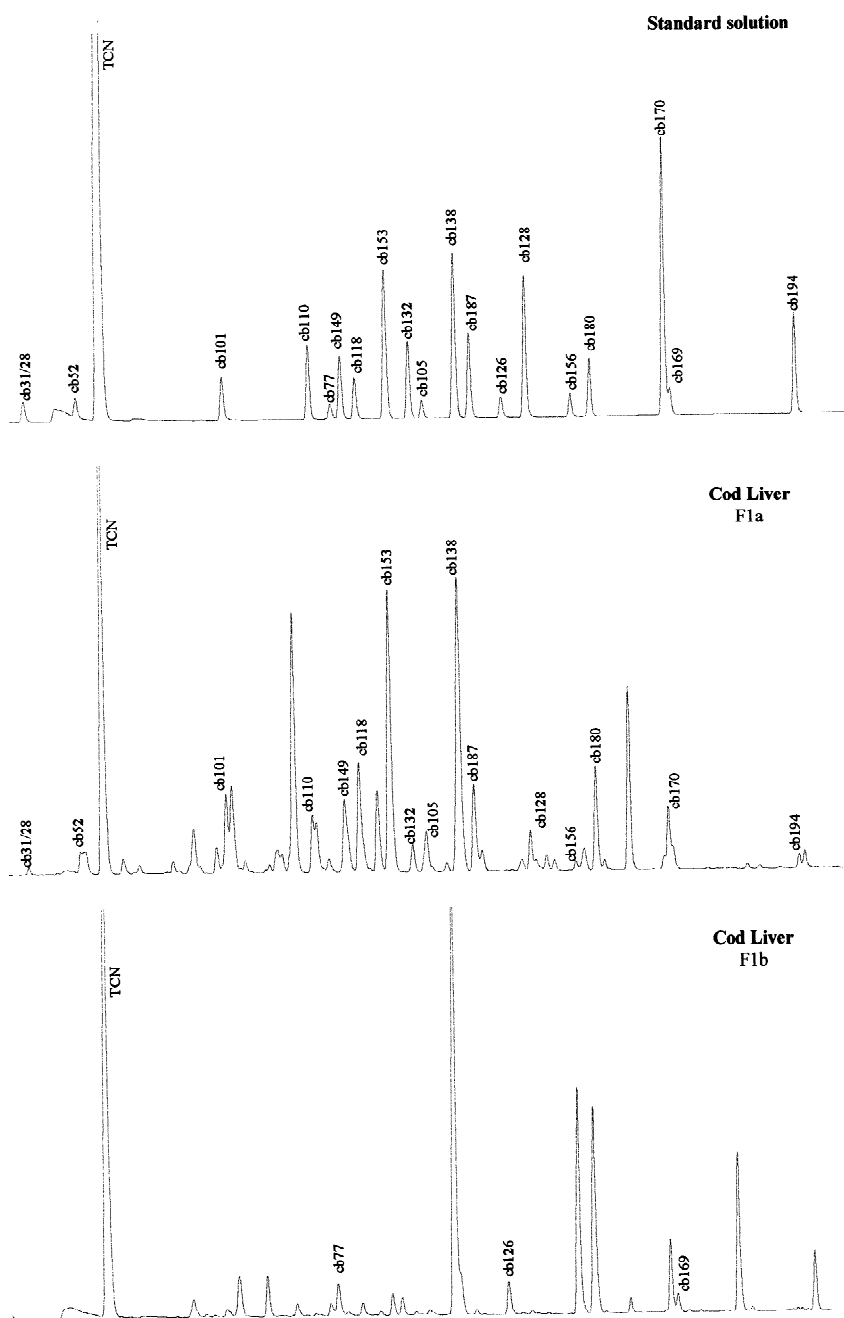 Standard solution
TCN
cb31/28
cb52
cb101
cb110
cb77
cb149
cb118
cb153
cb132
cb105
cb138
cb187
cb126
cb128
cb156
cb180
cb170
cb169
cb194
Cod Liver
F1a
TCN
cb31/28
cb52
cb101
cb110
cb149
cb118
cb153
cb132
cb105
cb138
cb187
cb128
cb156
cb180
cb170
cb194
Cod Liver
F1b
TCN
cb77
cb126
cb169